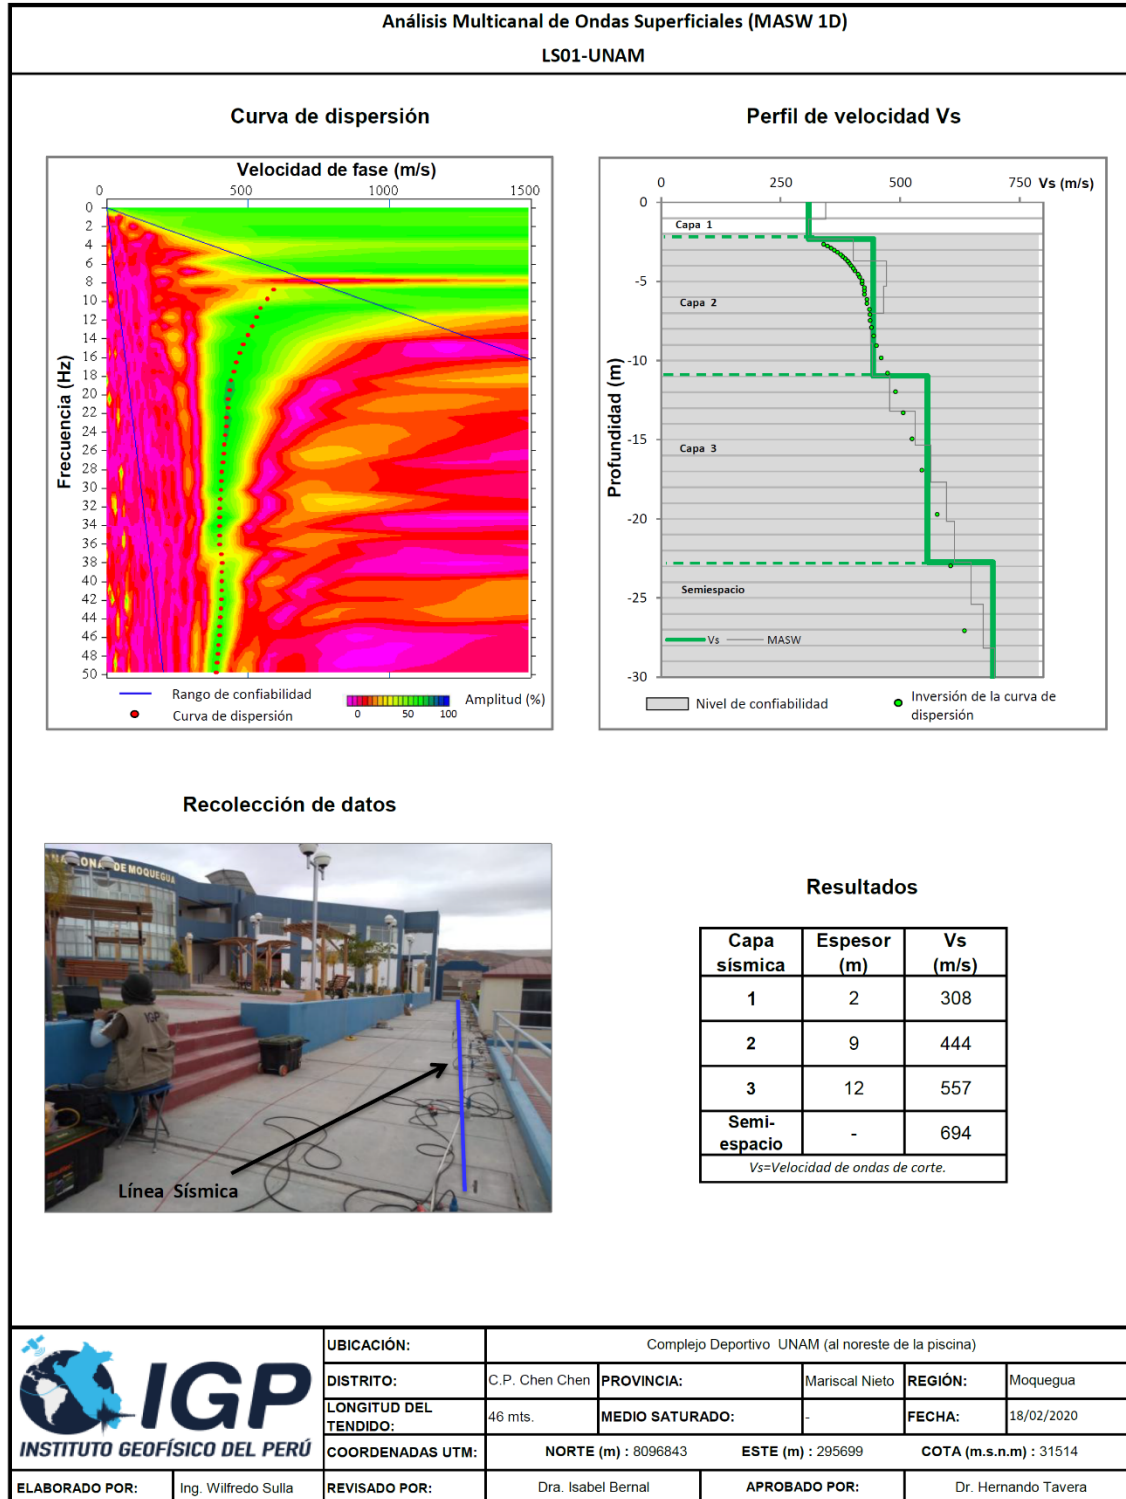 Análisis Multicanal de Ondas Superficiales (MASW 1D)
LS01-UNAM
Curva de dispersión
Velocidad de fase (m/s)
0 500 1000 1500
Frecuencia (Hz)
0
2
4
6
8
10
12
14
16
18
20
22
24
26
28
30
32
34
36
38
40
42
44
46
48
50
Rango de confiabilidad
Curva de dispersión
0 50 100
Amplitud (%)
Perfil de velocidad Vs
0 250 500 750 Vs (m/s)
Profundidad (m)
0
-5
-10
-15
-20
-25
-30
Capa 1
Capa 2
Capa 3
Semiespacio
Vs MASW
Nivel de confiabilidad
Inversión de la curva de
dispersión
Recolección de datos
DE MOQUEGUA
IGP
Línea Sísmica
Resultados
Capa sísmica Espesor (m) Vs (m/s)
1 2 308
2 9 444
3 12 557
Semi-espacio - 694
Vs=Velocidad de ondas de corte.
IGP
INSTITUTO GEOFÍSICO DEL PERÚ
UBICACIÓN: Complejo Deportivo UNAM (al noreste de la piscina)
DISTRITO: C.P. Chen Chen PROVINCIA: Mariscal Nieto REGIÓN: Moquegua
LONGITUD DEL TENDIDO: 46 mts. MEDIO SATURADO: - FECHA: 18/02/2020
COORDENADAS UTM: NORTE (m) : 8096843 ESTE (m) : 295699 COTA (m.s.n.m) : 31514
ELABORADO POR: Ing. Wilfredo Sulla REVISADO POR: Dra. Isabel Bernal APROBADO POR: Dr. Hernando Tavera